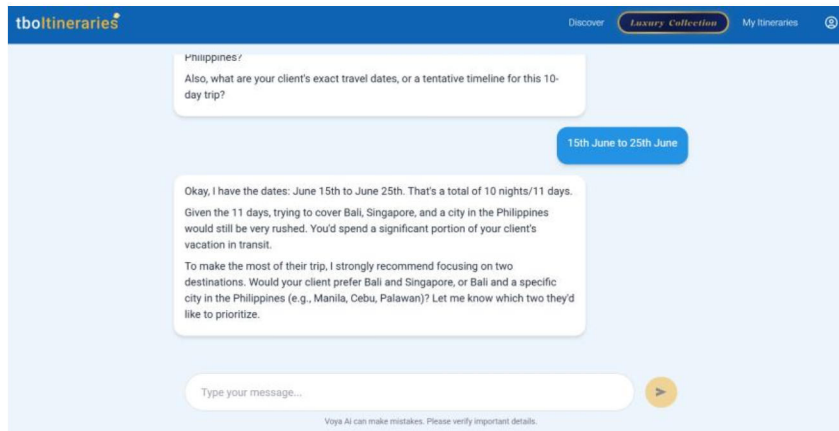 tboItineraries
Discover
Luxury Collection
My Itineraries
Philippines?
Also, what are your client's exact travel dates, or a tentative timeline for this 10-
day trip?
15th June to 25th June
Okay, I have the dates: June 15th to June 25th. That's a total of 10 nights/11 days.
Given the 11 days, trying to cover Bali, Singapore, and a city in the Philippines
would still be very rushed. You'd spend a significant portion of your client's
vacation in transit.
To make the most of their trip, I strongly recommend focusing on two
destinations. Would your client prefer Bali and Singapore, or Bali and a specific
city in the Philippines (e.g., Manila, Cebu, Palawan)? Let me know which two they'd
like to prioritize.
Type your message...
Voya Ai can make mistakes. Please verify important details.